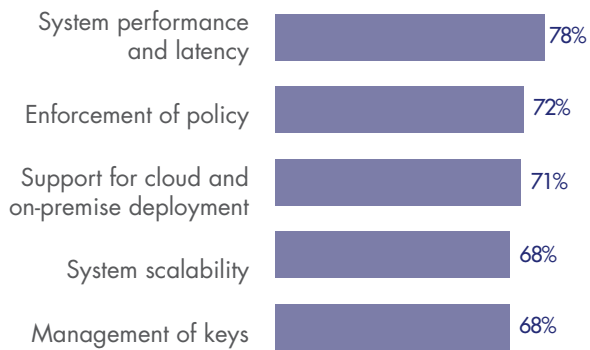 System performance
and latency
78%
Enforcement of policy
72%
Support for cloud and
on-premise deployment
71%
System scalability
68%
Management of keys
68%